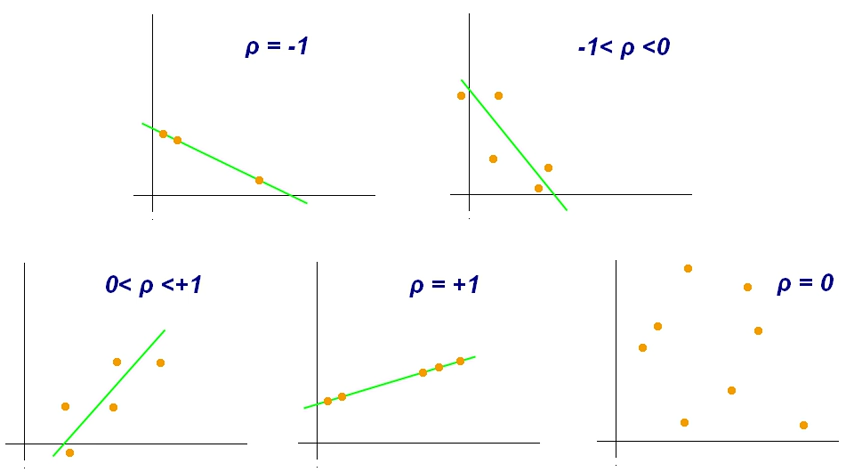 ρ = -1
-1< ρ <0
0< ρ <+1
ρ = +1
ρ = 0